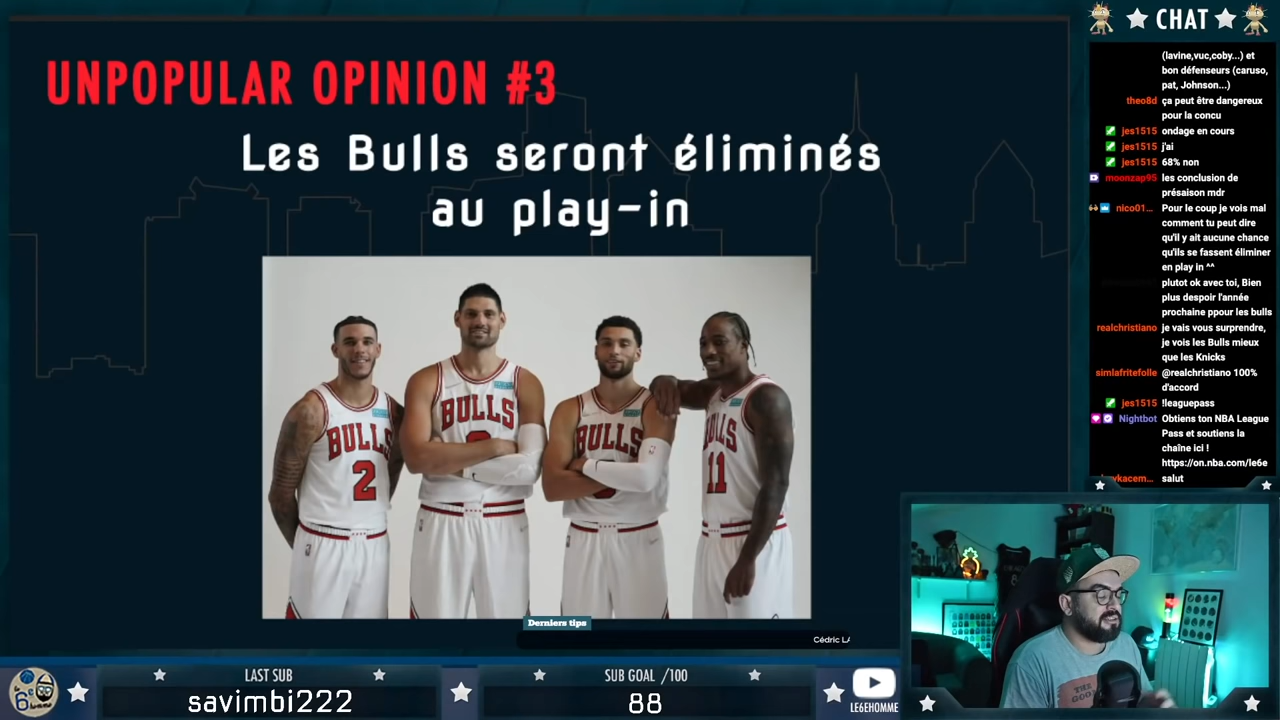 UNPOPULAR OPINION #3
Les Bulls seront éliminés
au play-in
BULLS
2
BULLS
BULLS
11
Derniers tips
LAST SUB
savimbi222
SUB GOAL /100
88
LE6EHOMME
CHAT
(lavine,vuc,coby...) et
bon défenseurs (caruso,
pat, Johnson...)
theo8d ça peut être dangereux
pour la concu
jes1515 ondage en cours
jes1515 j'ai
jes1515 68% non
moonzap95 les conclusion de
présaison mdr
nico01... Pour le coup je vois mal
comment tu peut dire
qu'il y ait aucune chance
qu'ils se fassent éliminer
en play in ^^
plutot ok avec toi, Bien
plus despoir l'année
prochaine ppour les bulls
realchristiano je vais vous surprendre,
je vois les Bulls mieux
que les Knicks
simlafritefolle @realchristiano 100%
d'accord
jes1515 !leaguepass
Nightbot Obtiens ton NBA League
Pass et soutiens la
chaîne ici !
https://on.nba.com/le6e
salut